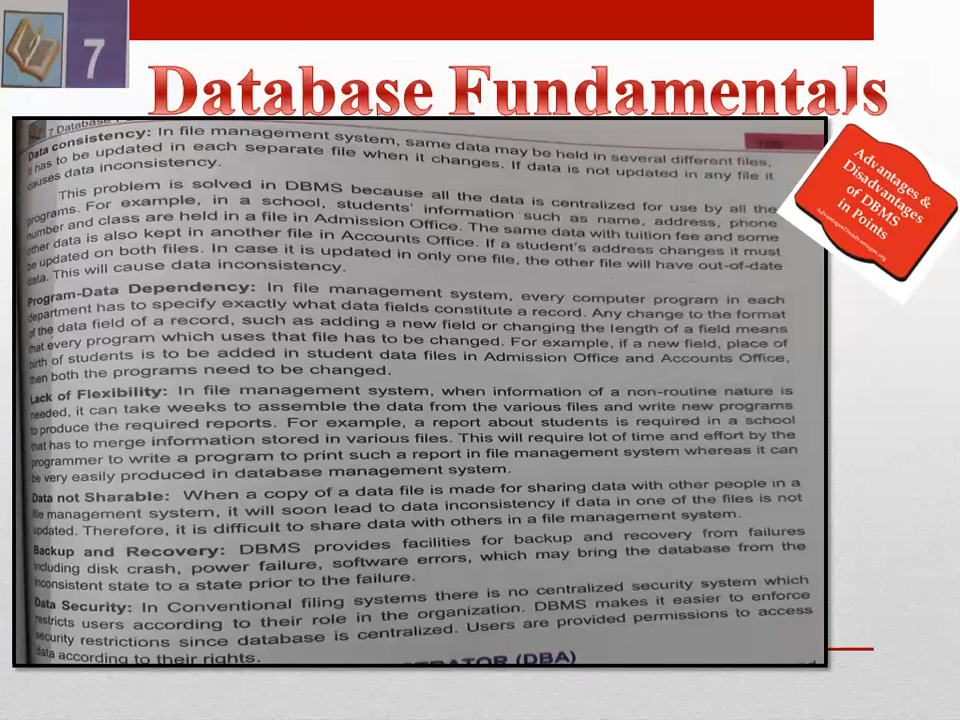 7
Database Fundamentals
7 Database
Data consistency: In file management system, same data may be held in several different files,
it has to be updated in each separate file when it changes. If data is not updated in any file it
causes data inconsistency.
This problem is solved in DBMS because all the data is centralized for use by all the
programs. For example, in a school, students' information such as name, address, phone
number and class are held in a file in Admission Office. The same data with tuition fee and some
other data is also kept in another file in Accounts Office. If a student's address changes it must
be updated on both files. In case it is updated in only one file, the other file will have out-of-date
data. This will cause data inconsistency.
Program-Data Dependency: In file management system, every computer program in each
department has to specify exactly what data fields constitute a record. Any change to the format
of the data field of a record, such as adding a new field or changing the length of a field means
that every program which uses that file has to be changed. For example, if a new field, place of
birth of students is to be added in student data files in Admission Office and Accounts Office,
then both the programs need to be changed.
Lack of Flexibility: In file management system, when information of a non-routine nature is
needed, it can take weeks to assemble the data from the various files and write new programs
to produce the required reports. For example, a report about students is required in a school
that has to merge information stored in various files. This will require lot of time and effort by the
programmer to write a program to print such a report in file management system whereas it can
be very easily produced in database management system.
Data not Sharable: When a copy of a data file is made for sharing data with other people in a
file management system, it will soon lead to data inconsistency if data in one of the files is not
updated. Therefore, it is difficult to share data with others in a file management system.
Backup and Recovery: DBMS provides facilities for backup and recovery from failures
including disk crash, power failure, software errors, which may bring the database from the
inconsistent state to a state prior to the failure.
Data Security: In Conventional filing systems there is no centralized security system which
restricts users according to their role in the organization. DBMS makes it easier to enforce
security restrictions since database is centralized. Users are provided permissions to access
data according to their rights.
(DBA)
Advantages &
Disadvantages
of DBMS
in Points
AdvantagesDisadvantages.org